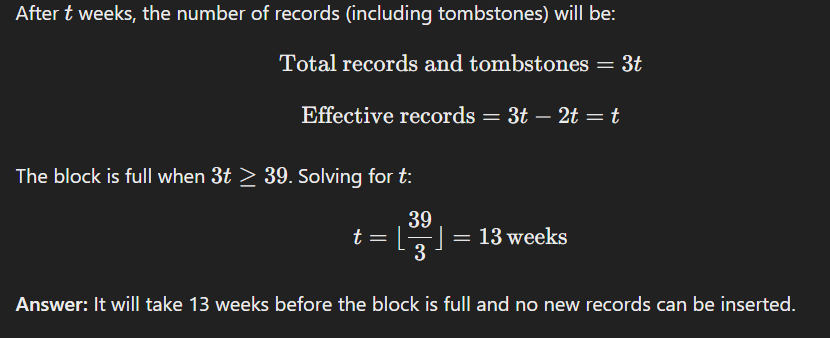 After t weeks, the number of records (including tombstones) will be:
Total records and tombstones = 3t
Effective records = 3t − 2t = t
The block is full when 3t ≥ 39. Solving for t:
t = ⌊39/3⌋ = 13 weeks
Answer: It will take 13 weeks before the block is full and no new records can be inserted.